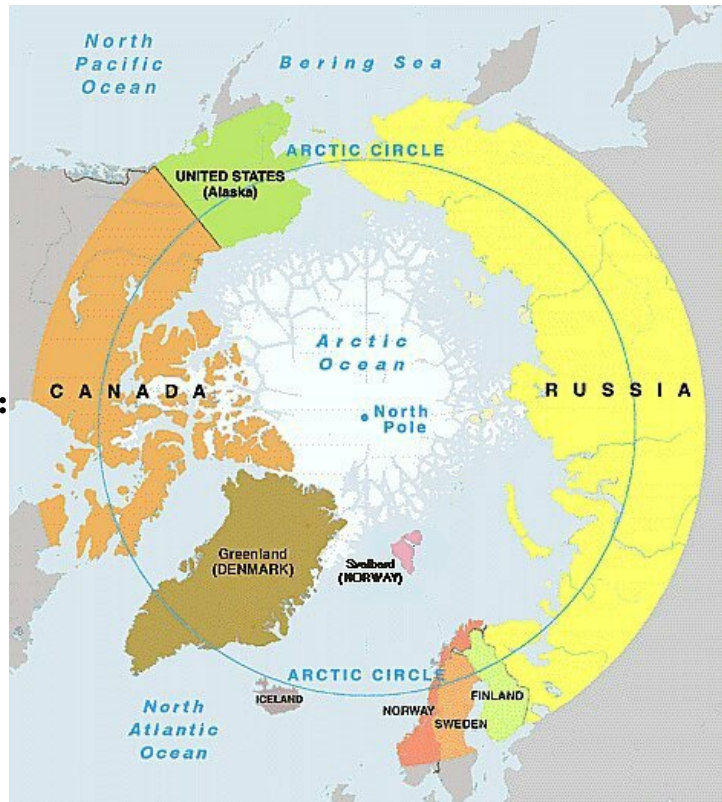 North
Pacific
Ocean
Bering Sea
ARCTIC CIRCLE
UNITED STATES
(Alaska)
Arctic
Ocean
:
CANADA
RUSSIA
North
Pole
Greenland
(DENMARK)
Svalbard
(NORWAY)
ARCTIC CIRCLE
ICELAND
NORWAY
SWEDEN
FINLAND
North
Atlantic
Ocean